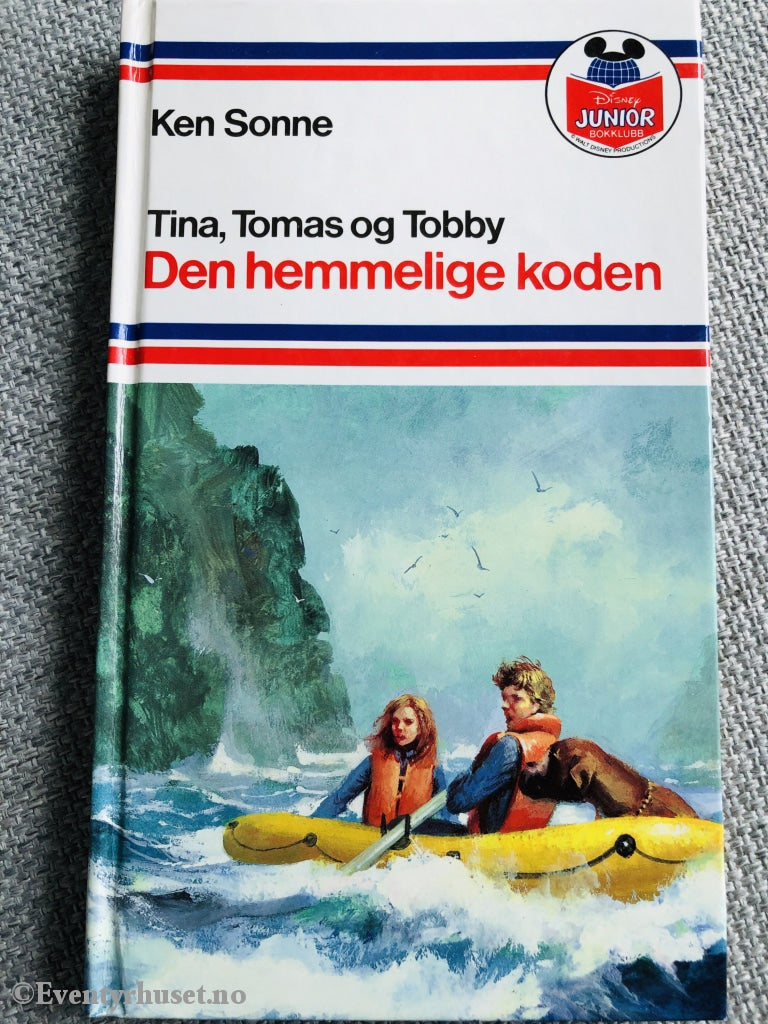 Ken Sonne
Disney
JUNIOR
BOKKLUBB
© WALT DISNEY PRODUCTIONS
Tina, Tomas og Tobby
Den hemmelige koden
©Eventyrhuset.no